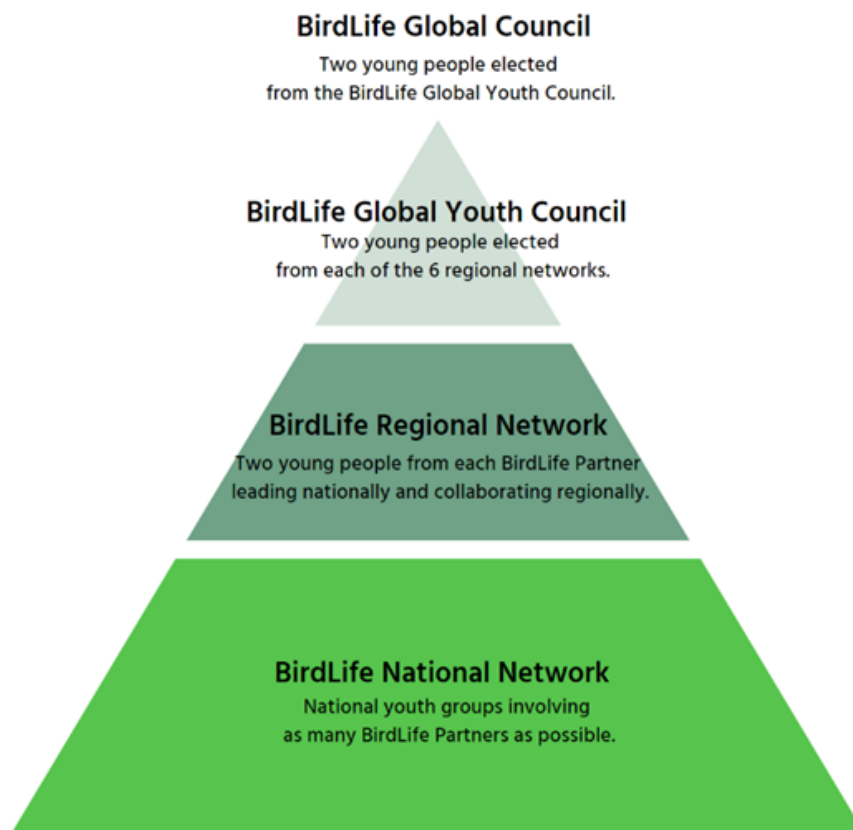 BirdLife Global Council
Two young people elected
from the BirdLife Global Youth Council.
BirdLife Global Youth Council
Two young people elected
from each of the 6 regional networks.
BirdLife Regional Network
Two young people from each BirdLife Partner
leading nationally and collaborating regionally.
BirdLife National Network
National youth groups involving
as many BirdLife Partners as possible.